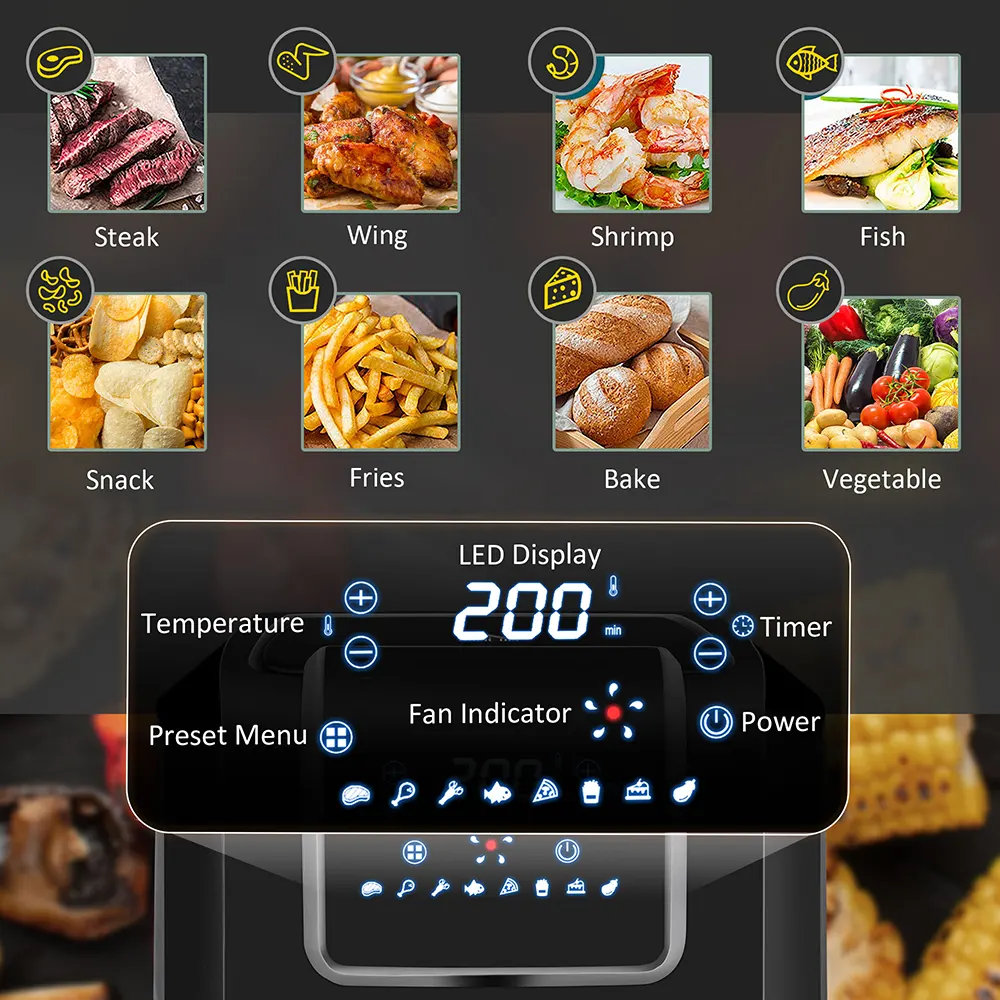 Steak
Wing
Shrimp
Fish
Snack
Fries
Bake
Vegetable
LED Display
Temperature
200
min
Timer
Fan Indicator
Preset Menu
Power